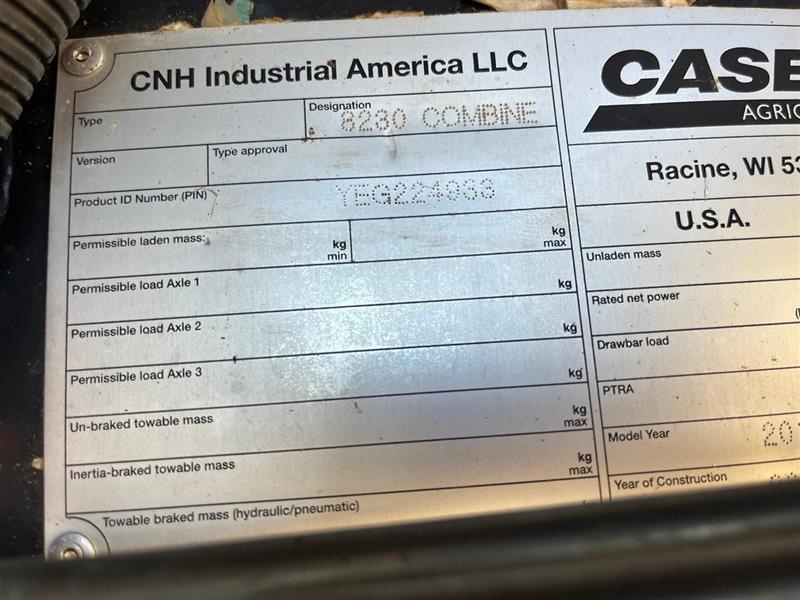 CNH Industrial America LLC
Type
Designation
8230 COMBINE
Version
Type approval
Product ID Number (PIN)
Permissible laden mass:
kg
min
kg
max
Permissible load Axle 1
kg
Permissible load Axle 2
kg
Permissible load Axle 3
kg
Un-braked towable mass
kg
max
Inertia-braked towable mass
kg
max
Towable braked mass (hydraulic/pneumatic)
CASE
AGRIC
Racine, WI 53
U.S.A.
Unladen mass
Rated net power
Drawbar load
PTRA
Model Year
201
Year of Construction